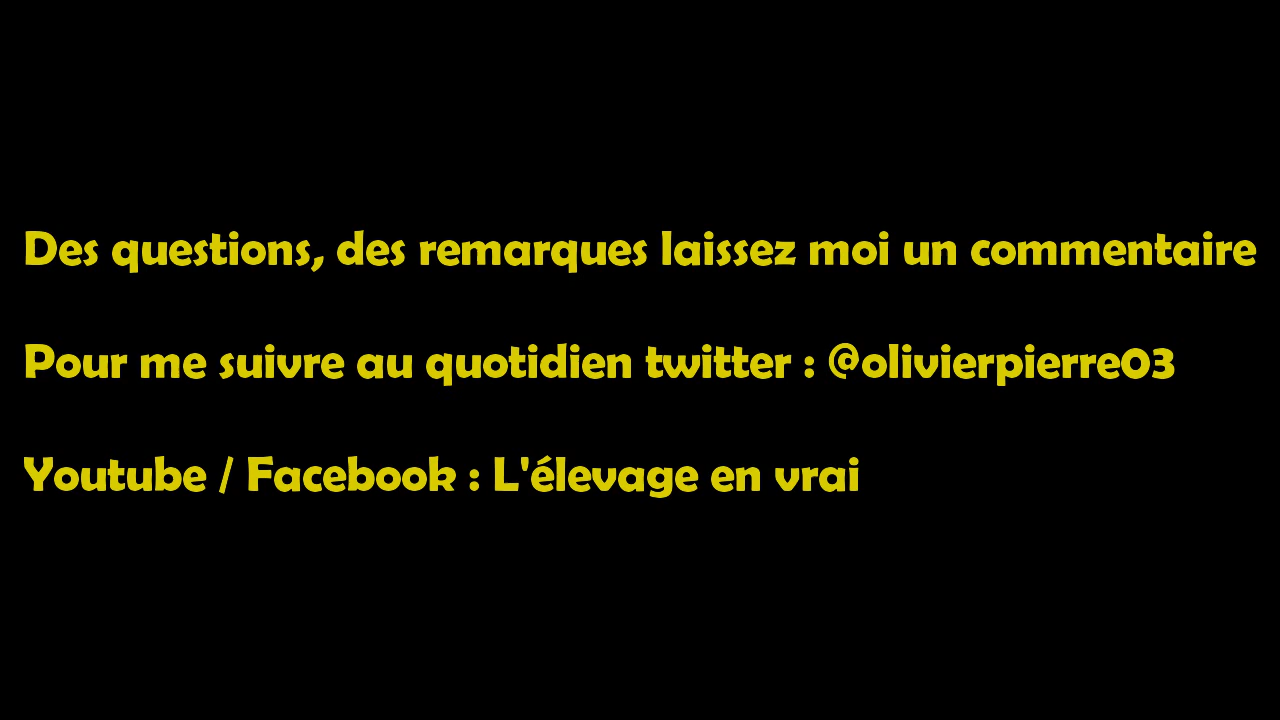 Des questions, des remarques laissez moi un commentaire
Pour me suivre au quotidien twitter : @olivierpierre03
Youtube / Facebook : L'élevage en vrai